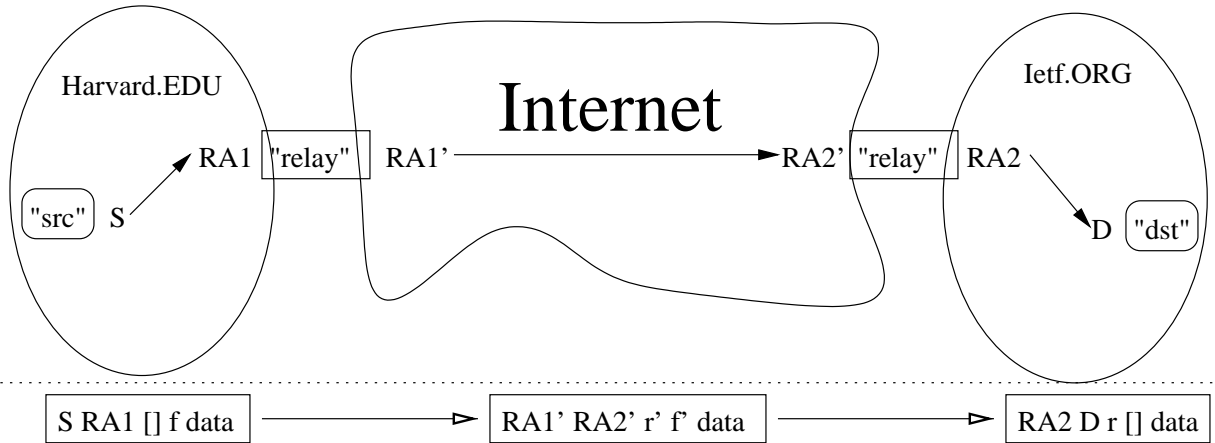 Harvard.EDU
Internet
Ietf.ORG
RA1 "relay" RA1’ RA2’ "relay" RA2
"src" S D "dst"
S RA1 [] f data RA1’ RA2’ r’ f’ data RA2 D r [] data